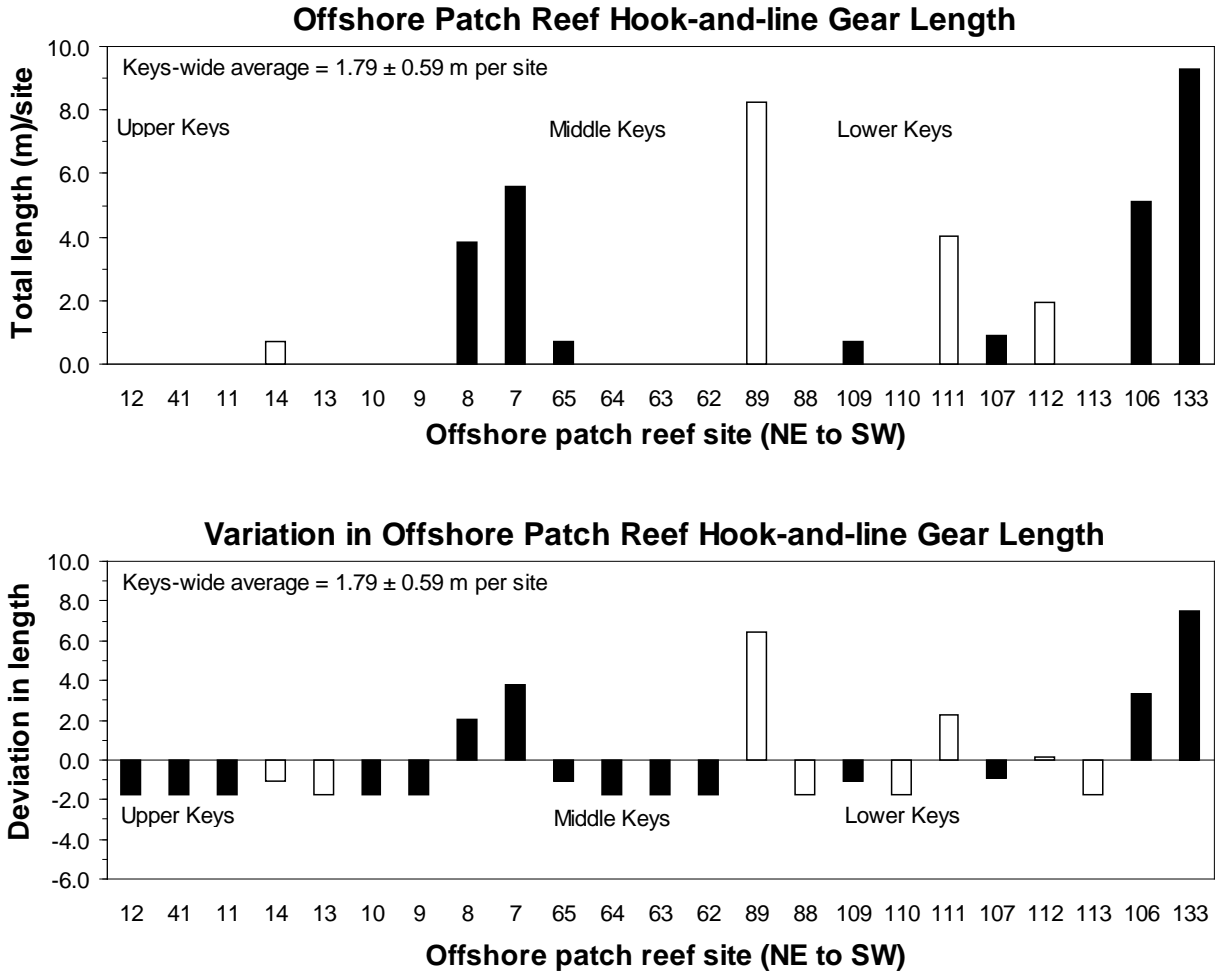 Offshore Patch Reef Hook-and-line Gear Length
10.0
Keys-wide average = 1.79 ± 0.59 m per site
8.0
Upper Keys
Middle Keys
Lower Keys
6.0
4.0
2.0
0.0
Total length (m)/site
12 41 11 14 13 10 9 8 7 65 64 63 62 89 88 109 110 111 107 112 113 106 133
Offshore patch reef site (NE to SW)
Variation in Offshore Patch Reef Hook-and-line Gear Length
10.0
Keys-wide average = 1.79 ± 0.59 m per site
8.0
6.0
4.0
2.0
0.0
-2.0
Upper Keys
Middle Keys
Lower Keys
-4.0
-6.0
Deviation in length
12 41 11 14 13 10 9 8 7 65 64 63 62 89 88 109 110 111 107 112 113 106 133
Offshore patch reef site (NE to SW)